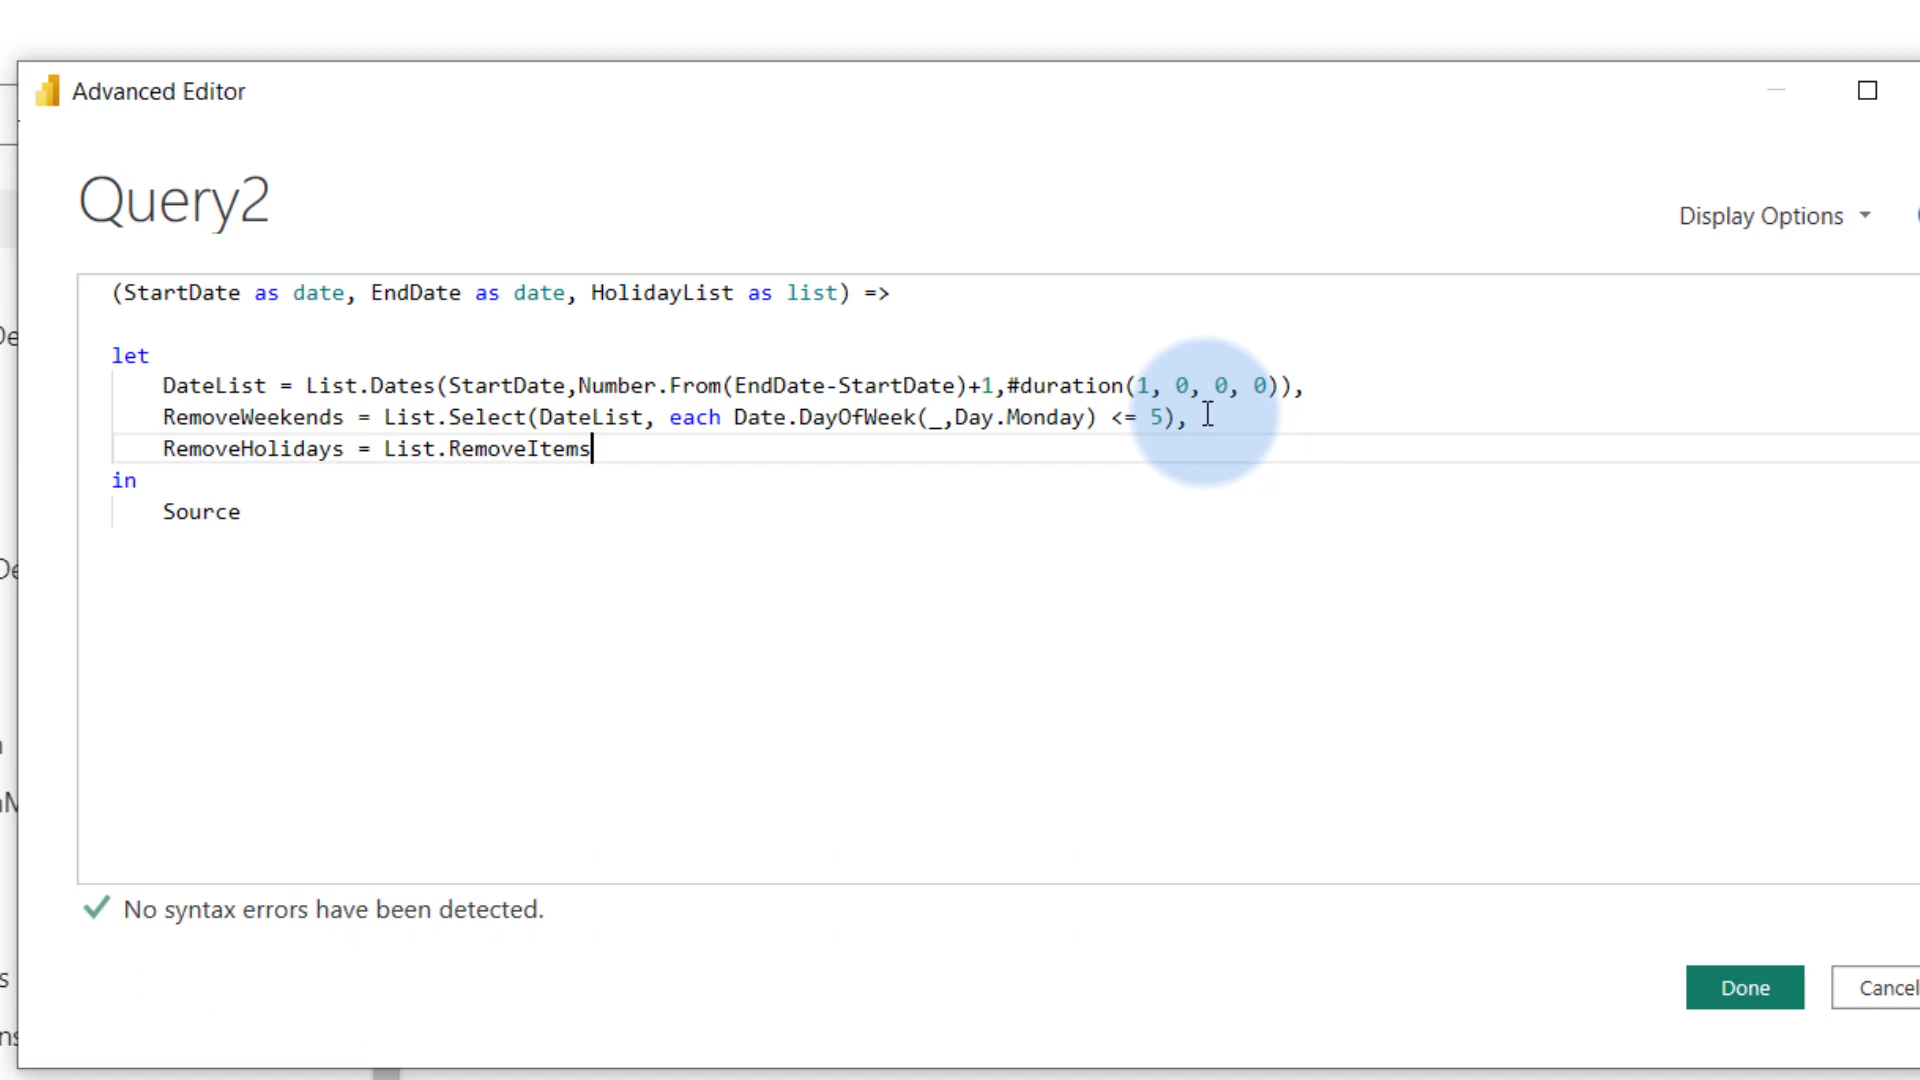 Advanced Editor
Query2
Display Options
(StartDate as date, EndDate as date, HolidayList as list) =>
let
DateList = List.Dates(StartDate,Number.From(EndDate-StartDate)+1,#duration(1, 0, 0, 0)),
RemoveWeekends = List.Select(DateList, each Date.DayOfWeek(_,Day.Monday) <= 5),
RemoveHolidays = List.RemoveItems
in
Source
No syntax errors have been detected.
Done
Cancel